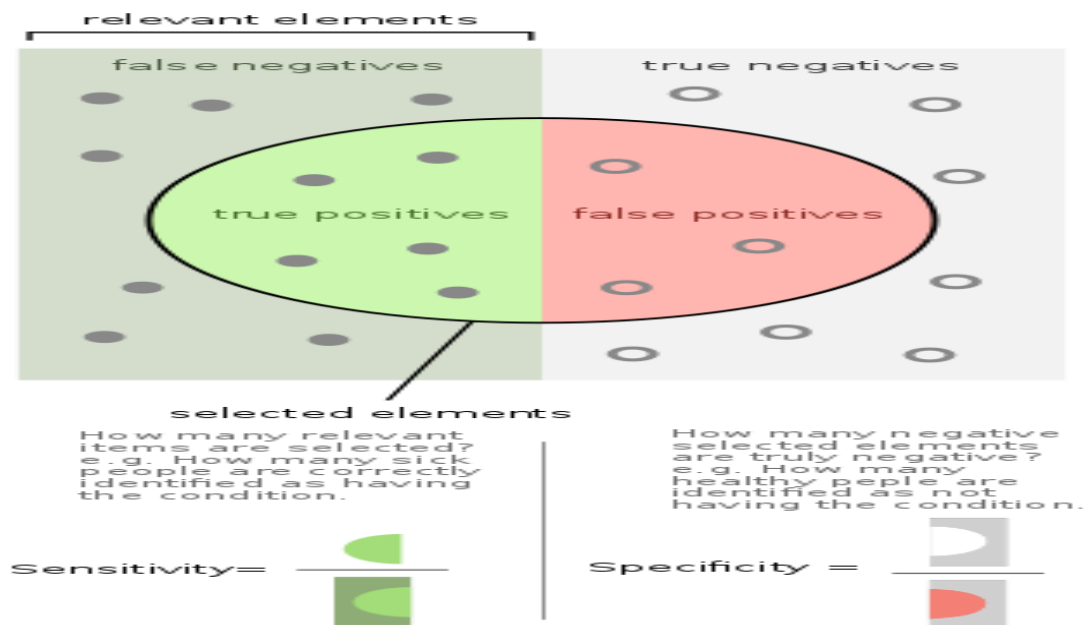 relevant elements
false negatives
true negatives
true positives
false positives
selected elements
How many relevant
items are selected?
e.g. How many sick
people are correctly
identified as having
the condition.
How many negative
selected elements
are truly negative?
e.g. How many
healthy peple are
identified as not
having the condition.
Sensitivity=
Specificity =